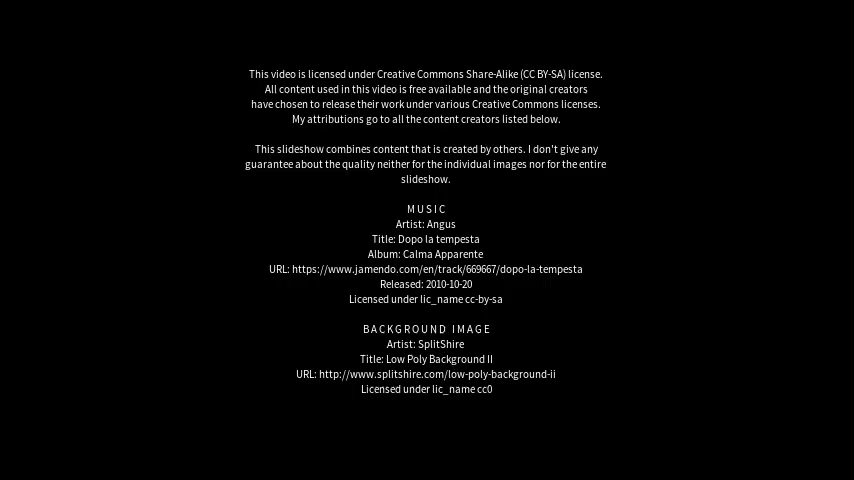 This video is licensed under Creative Commons Share-Alike (CC BY-SA) license.
All content used in this video is free available and the original creators
have chosen to release their work under various Creative Commons licenses.
My attributions go to all the content creators listed below.
This slideshow combines content that is created by others. I don't give any
guarantee about the quality neither for the individual images nor for the entire
slideshow.
MUSIC
Artist: Angus
Title: Dopo la tempesta
Album: Calma Apparente
URL: https://www.jamendo.com/en/track/669667/dopo-la-tempesta
Released: 2010-10-20
Licensed under lic_name cc-by-sa
BACKGROUND IMAGE
Artist: SplitShire
Title: Low Poly Background II
URL: http://www.splitshire.com/low-poly-background-ii
Licensed under lic_name cc0